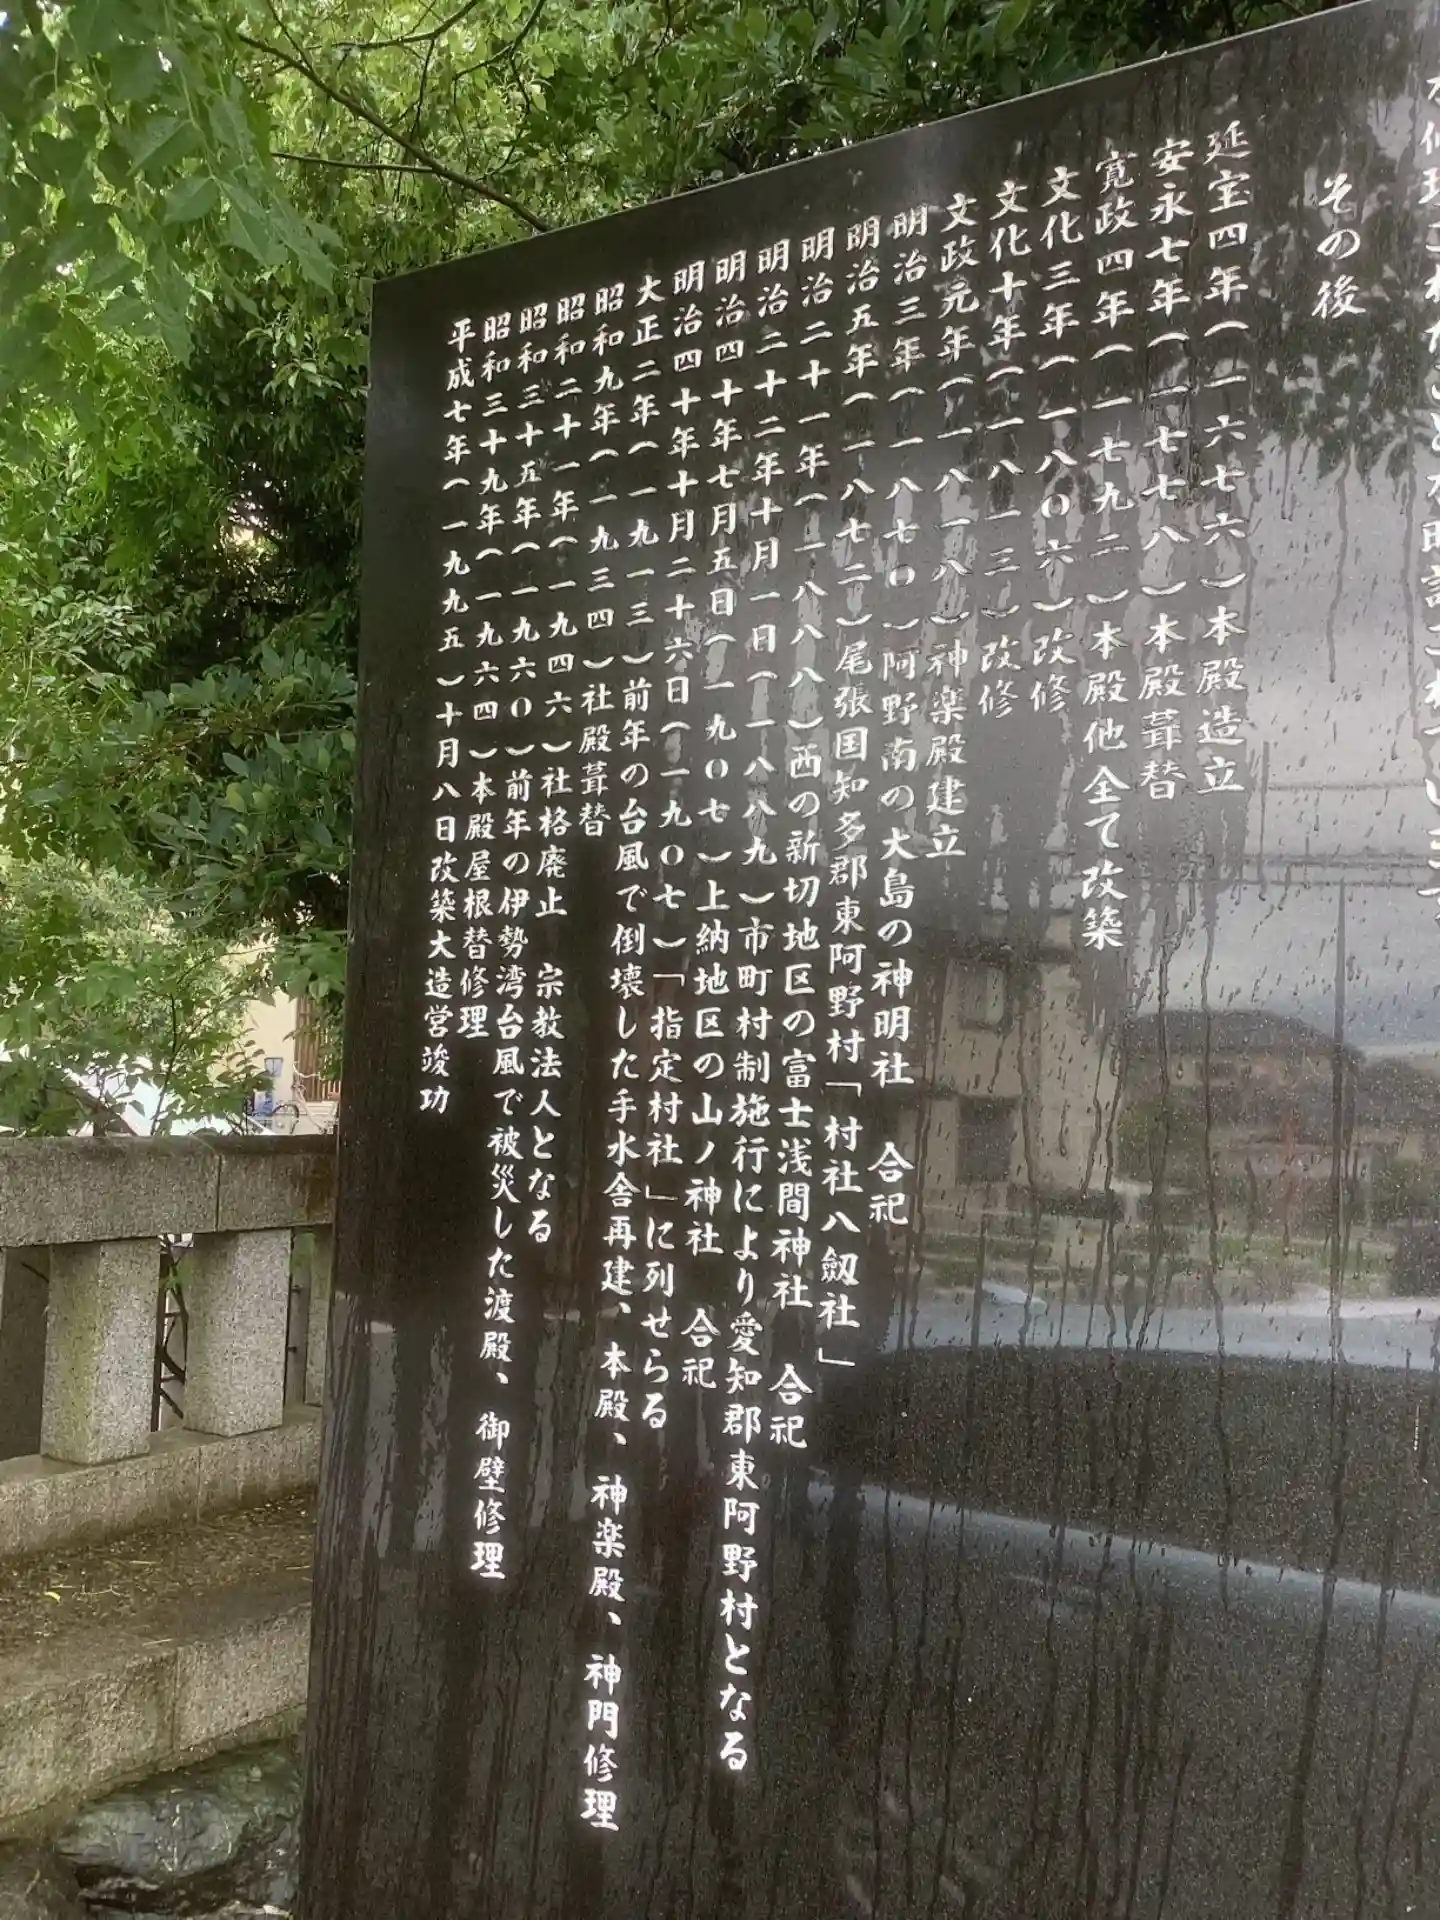 その後
延宝四年(一六七六)本殿造立
安永七年(一七七八)本殿葺替
寛政四年(一七九二)本殿他全て改築
文化三年(一八〇六)改修
文化十年(一八一三)改修
文政元年(一八一八)神楽殿建立
明治三年(一八七〇)阿野南の大島の神明社 合祀
明治五年(一八七二)尾張国知多郡東阿野村「村社八劔社」
明治二十一年(一八八八)西の新切地区の富士浅間神社 合祀
明治二十二年十月一日(一八八九)市町村制施行により愛知郡東阿野村となる
明治四十年七月五日(一九〇七)上納地区の山ノ神社 合祀
明治四十年十月二十六日(一九〇七)「指定村社」に列せらる
大正二年(一九一三)前年の台風で倒壊した手水舎再建、本殿、神楽殿、神門修理
昭和九年(一九三四)社殿葺替
昭和二十一年(一九四六)社格廃止 宗教法人となる
昭和三十五年(一九六〇)前年の伊勢湾台風で被災した渡殿、御壁修理
昭和三十九年(一九六四)本殿屋根替修理
平成七年(一九九五)十月八日改築大造営竣功